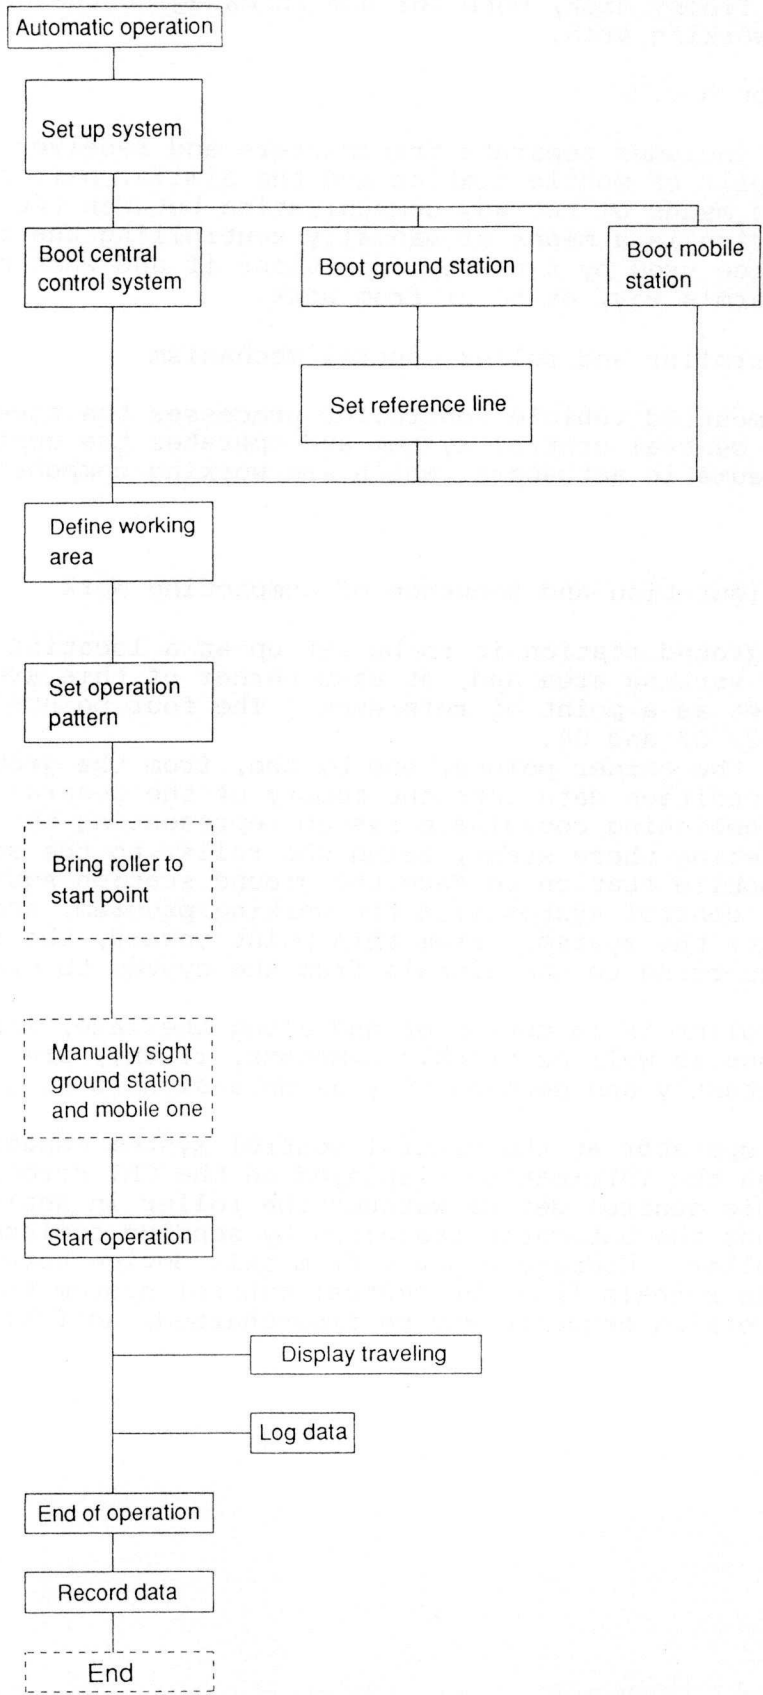 Automatic operation
Set up system
Boot central
control system
Boot ground station
Boot mobile
station
Set reference line
Define working
area
Set operation
pattern
Bring roller to
start point
Manually sight
ground station
and mobile one
Start operation
Display traveling
Log data
End of operation
Record data
End